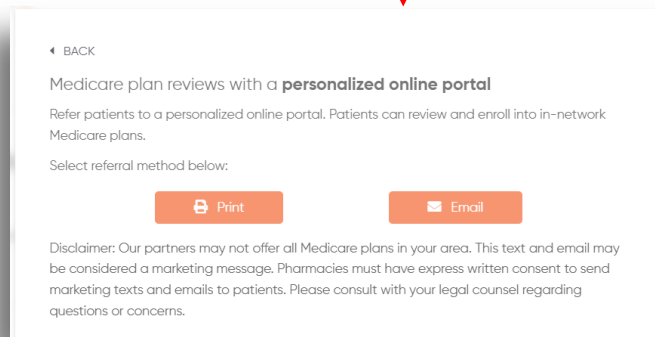 BACK
Medicare plan reviews with a personalized online portal
Refer patients to a personalized online portal. Patients can review and enroll into in-network
Medicare plans.
Select referral method below:
Print
Email
Disclaimer: Our partners may not offer all Medicare plans in your area. This text and email may
be considered a marketing message. Pharmacies must have express written consent to send
marketing texts and emails to patients. Please consult with your legal counsel regarding
questions or concerns.